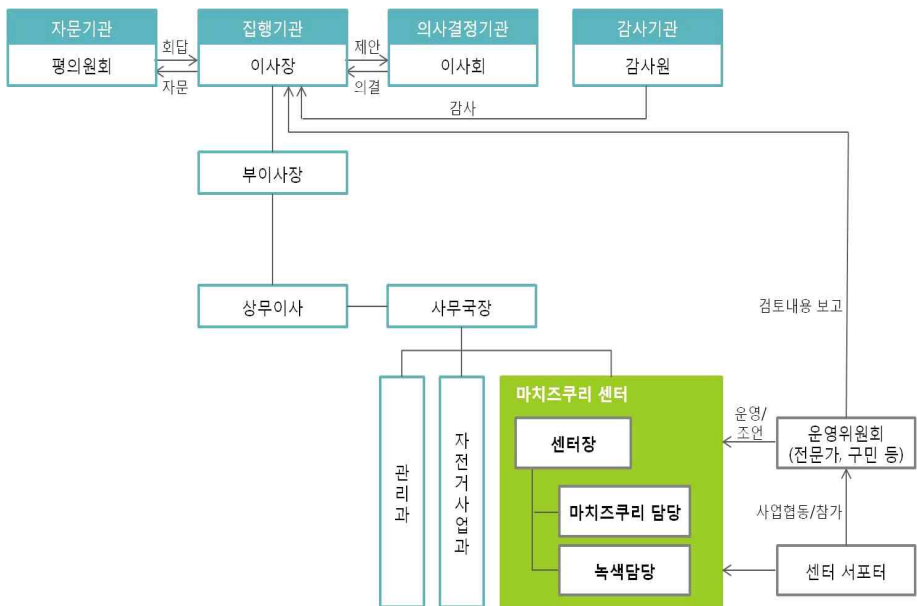 자문기관
평의원회
회답
자문
집행기관
이사장
제안
의결
의사결정기관
이사회
감사기관
감사원
감사
부이사장
상무이사
사무국장
검토내용 보고
관리과
자전거사업과
마치즈쿠리 센터
센터장
마치즈쿠리 담당
녹색담당
운영/
조언
운영위원회
(전문가, 구민 등)
사업협동/참가
센터 서포터